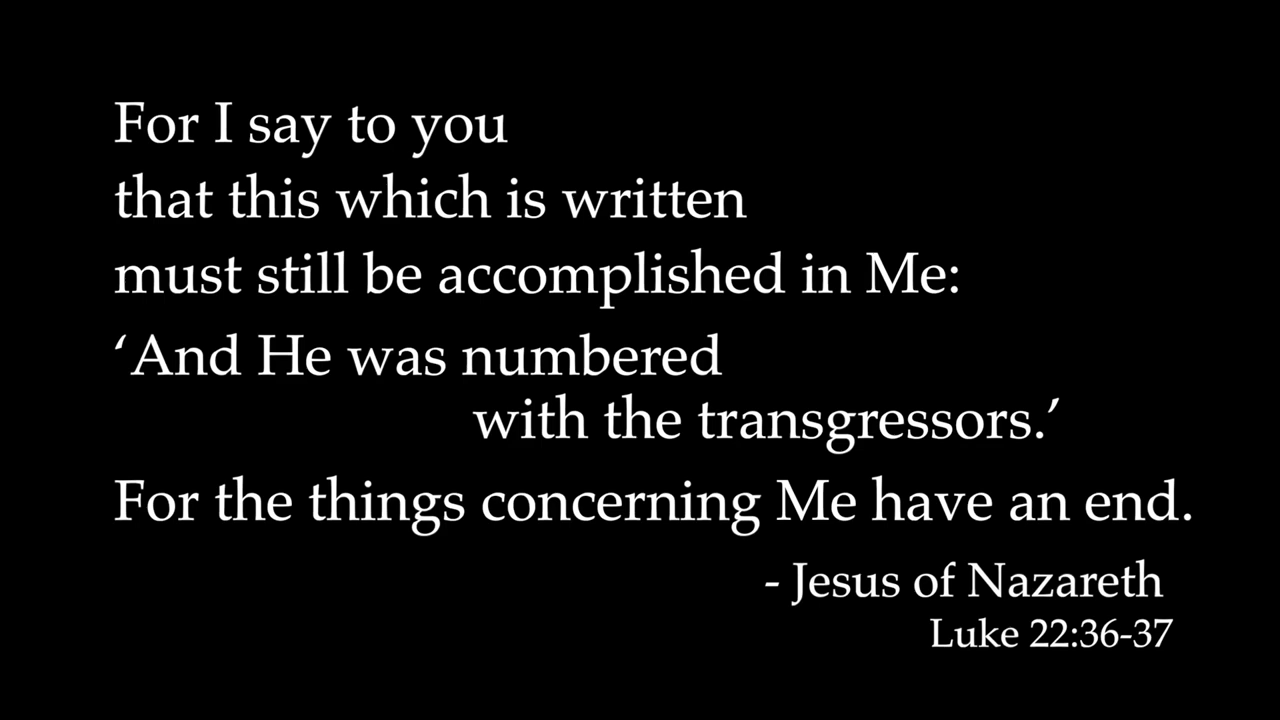 For I say to you
that this which is written
must still be accomplished in Me:
‘And He was numbered
with the transgressors.’
For the things concerning Me have an end.
- Jesus of Nazareth
Luke 22:36-37